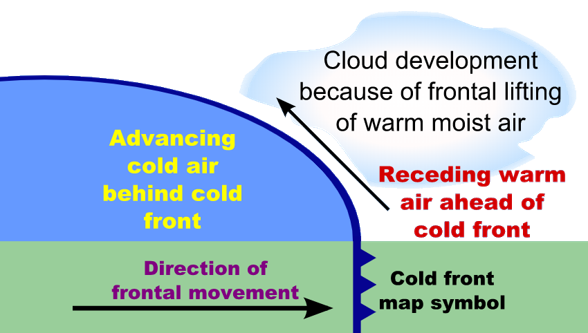 Cloud development
because of frontal lifting
of warm moist air
Advancing
cold air
behind cold
front
Receding warm
air ahead of
cold front
Direction of
frontal movement
Cold front
map symbol